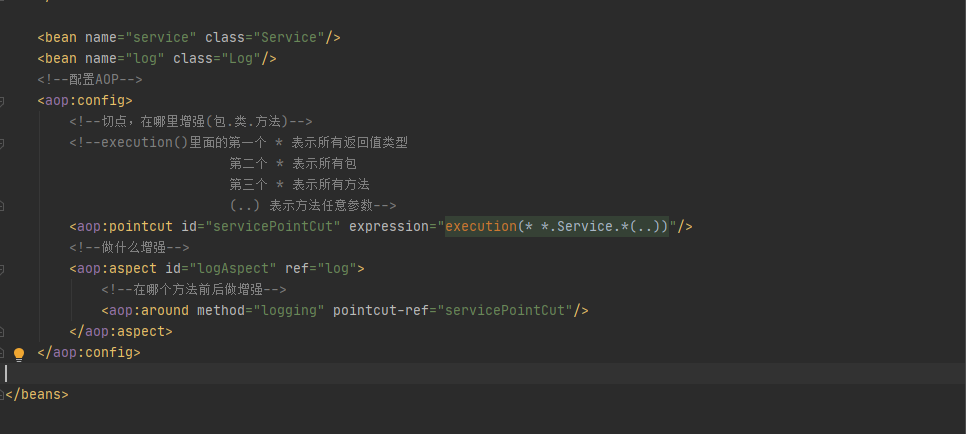 <bean name="service" class="Service"/>
<bean name="log" class="Log"/>
<!--配置AOP-->
<aop:config>
<!--切点，在哪里增强(包.类.方法)-->
<!--execution()里面的第一个 * 表示所有返回值类型
第二个 * 表示所有包
第三个 * 表示所有方法
(..) 表示方法任意参数-->
<aop:pointcut id="servicePointCut" expression="execution(* *.Service.*(..))"/>
<!--做什么增强-->
<aop:aspect id="logAspect" ref="log">
<!--在哪个方法前后做增强-->
<aop:around method="logging" pointcut-ref="servicePointCut"/>
</aop:aspect>
</aop:config>
</beans>